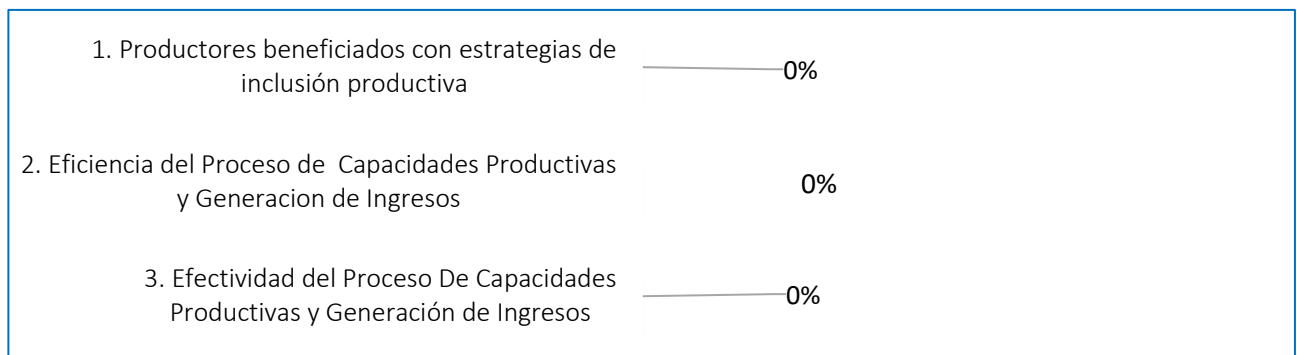 1. Productores beneficiados con estrategias de
inclusión productiva
0%
2. Eficiencia del Proceso de  Capacidades Productivas
y Generacion de Ingresos
0%
3. Efectividad del Proceso De Capacidades
Productivas y Generación de Ingresos
0%